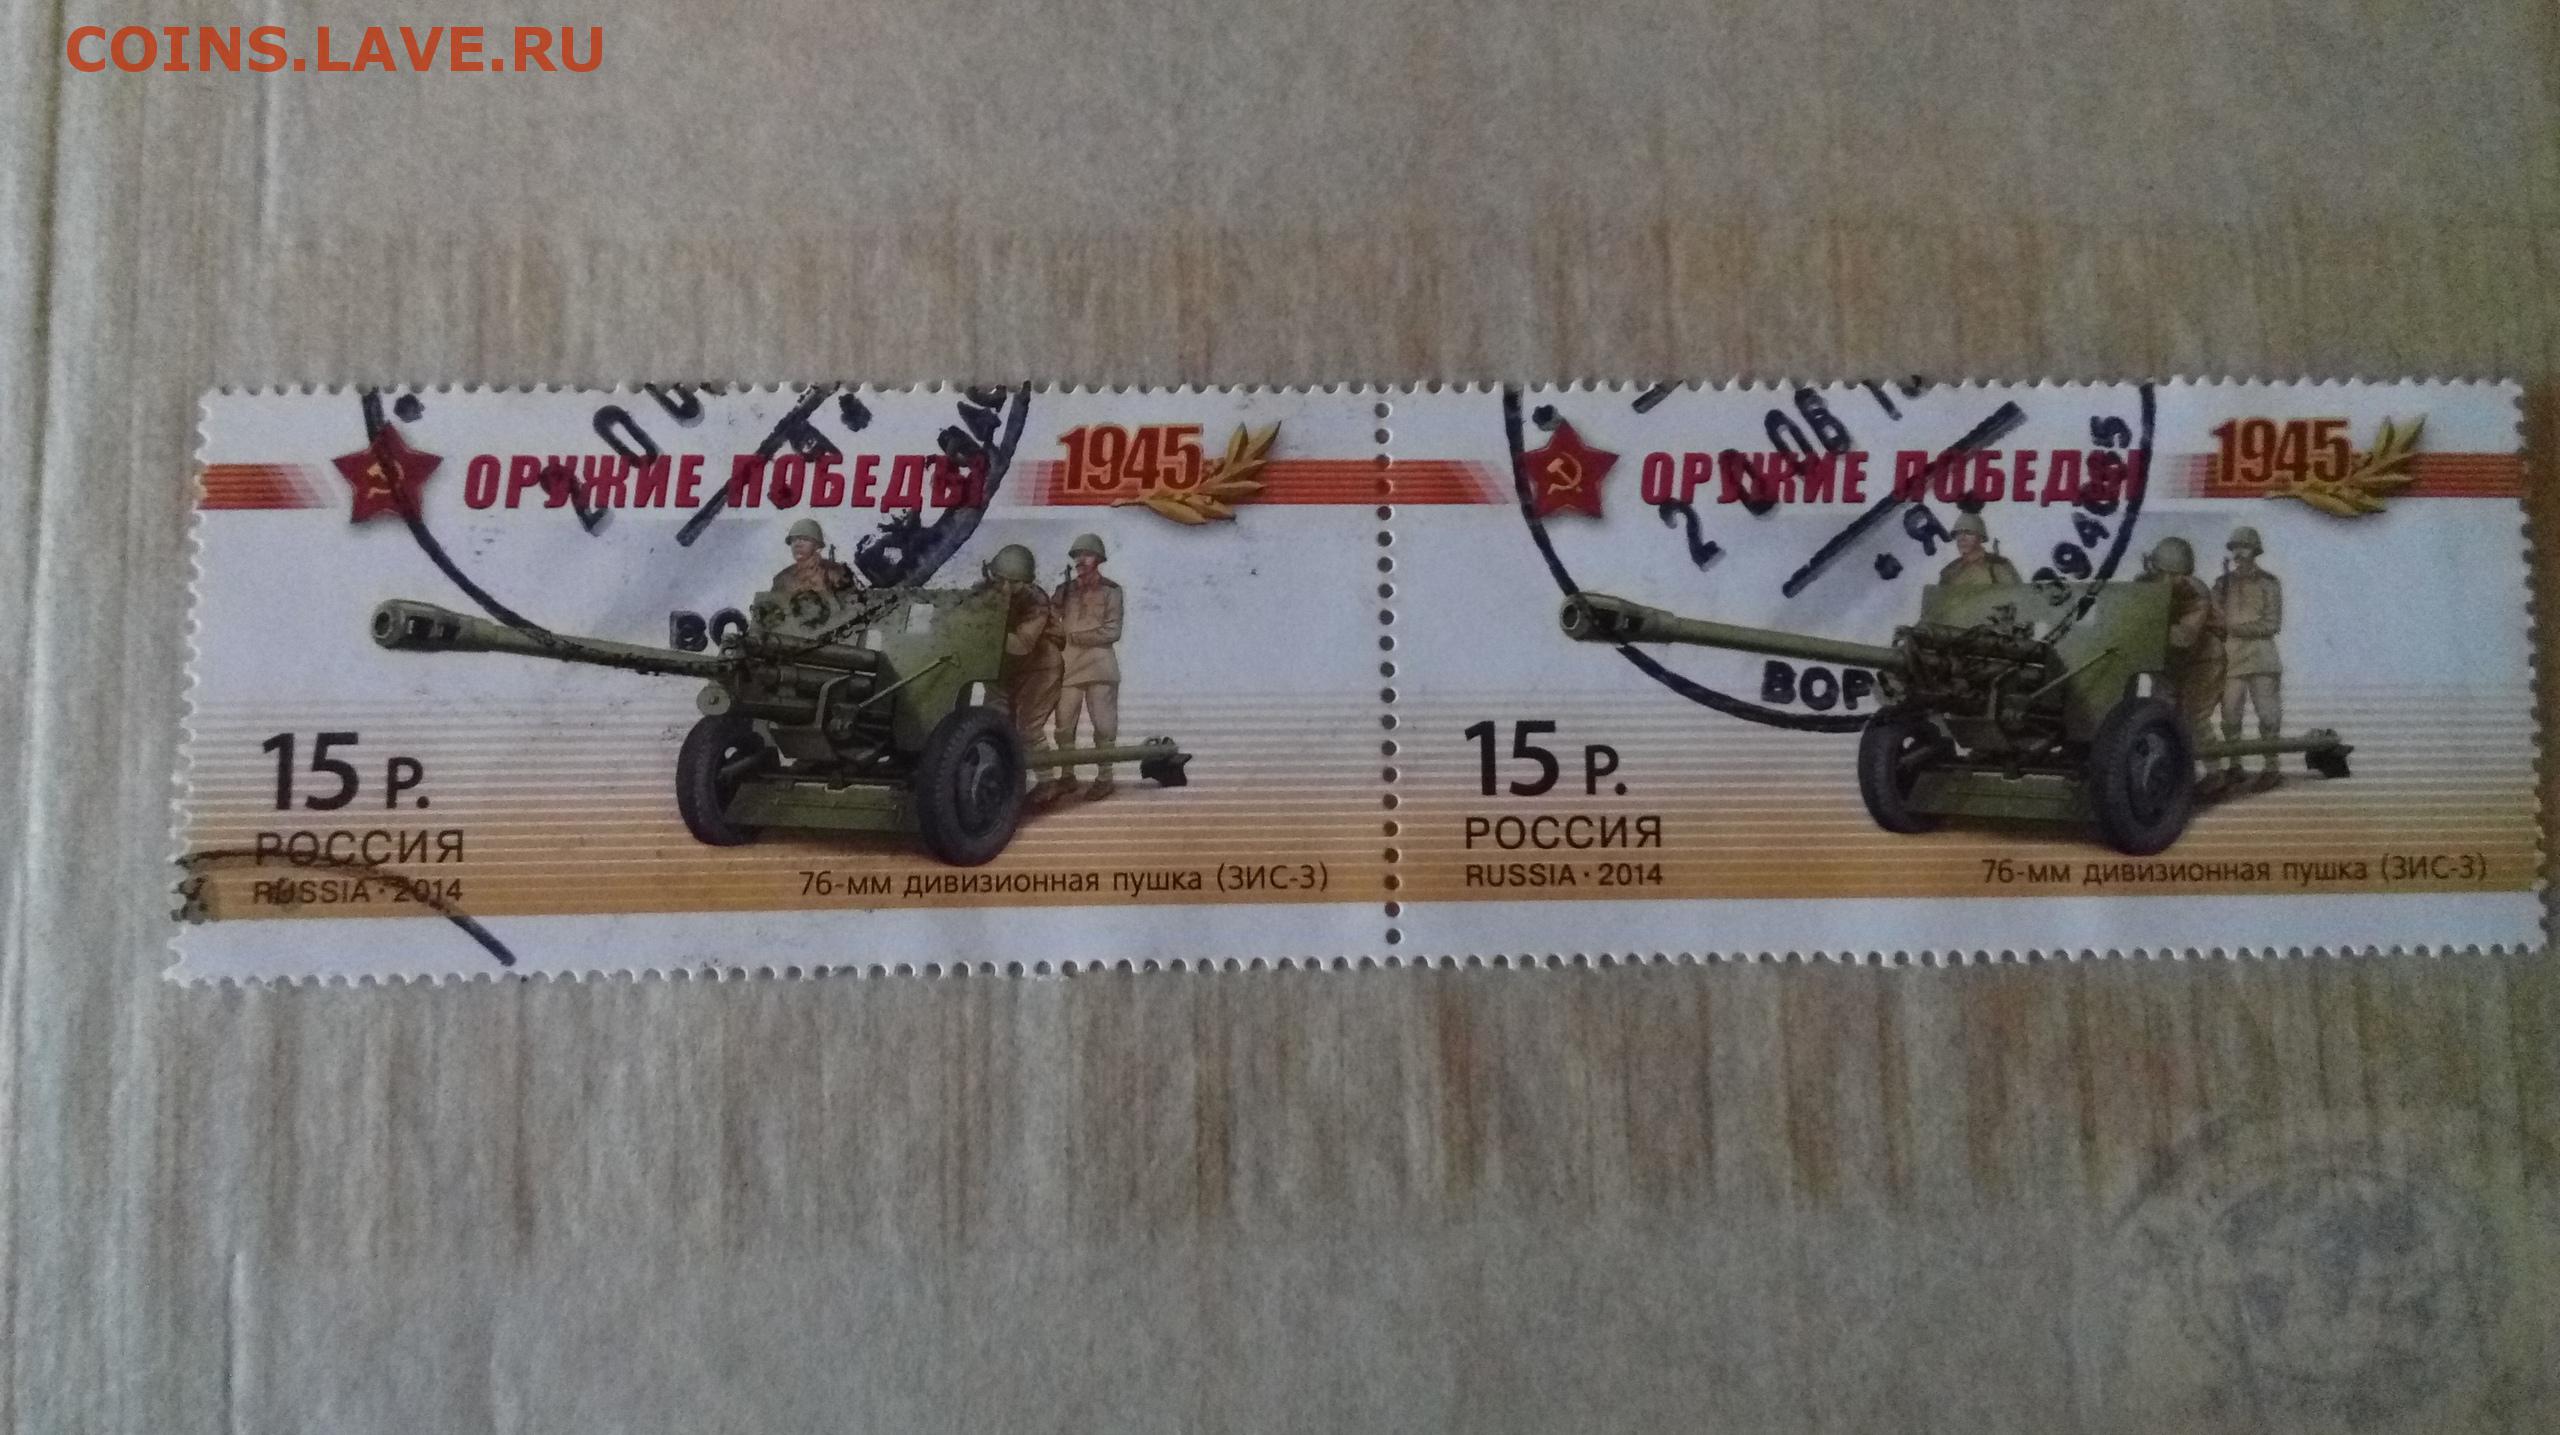 COINS.LAVE.RU
ОРУЖИЕ ПОБЕДЫ 1945
15 Р.
РОССИЯ
RUSSIA · 2014
76-мм дивизионная пушка (ЗИС-3)
ОРУЖИЕ ПОБЕДЫ 1945
15 Р.
РОССИЯ
RUSSIA · 2014
76-мм дивизионная пушка (ЗИС-3)